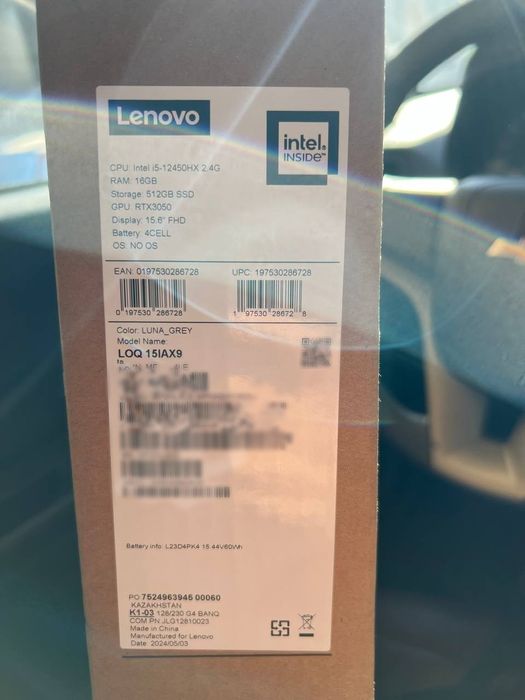 Lenovo
intel.
INSIDE™
CPU: Intel i5-12450HX 2.4G
RAM: 16GB
Storage: 512GB SSD
GPU: RTX3050
Display: 15.6" FHD
Battery: 4CELL
OS: NO OS
EAN: 0197530286728
UPC: 197530286728
0 197530 286728
1 97530 28672 8
Color: LUNA_GREY
Model Name:
LOQ 15IAX9
Battery info: L23D4PK4 15.44V60Wh
PO 7524963945 00060
KAZAKHSTAN
K1-03 128/230 G4 BANQ
COM PN:JLG12810023
Made in China
Manufactured for Lenovo
Date: 2024/05/03